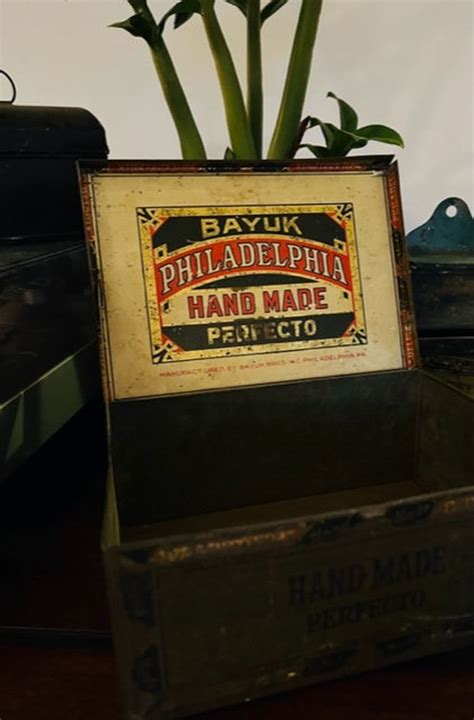 BAYUK
PHILADELPHIA
HAND MADE
PERFECTO
MANUFACTURED BY BAYUK BROS. INC. PHILADELPHIA, PA.
HAND MADE
PERFECTO